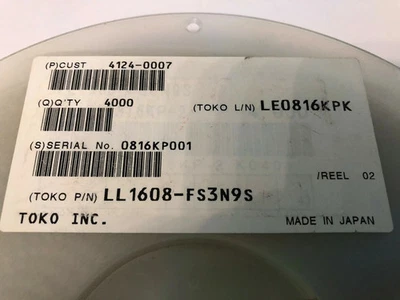 (P)CUST 4124-0007
(Q)Q'TY 4000
(TOKO L/N) LE0816KPK
(S)SERIAL No. 0816KP001
/REEL 02
(TOKO P/N) LL1608-FS3N9S
TOKO INC. MADE IN JAPAN